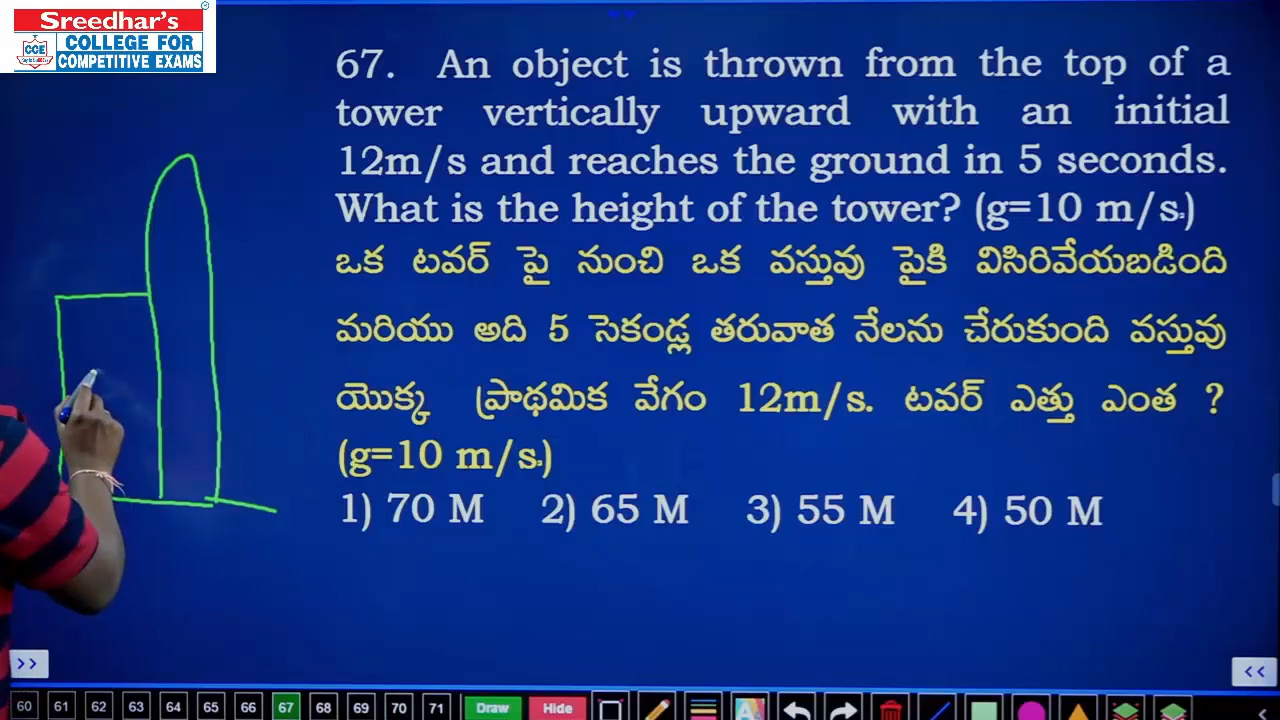 Sreedhar's
CCE
COLLEGE FOR
COMPETITIVE EXAMS
67. An object is thrown from the top of a
tower vertically upward with an initial
12m/s and reaches the ground in 5 seconds.
What is the height of the tower? (g=10 m/s²)
ఒక టవర్ పై నుంచి ఒక వస్తువు పైకి విసిరివేయబడింది
మరియు అది 5 సెకండ్ల తరువాత నేలను చేరుకుంది వస్తువు
యొక్క ప్రాథమిక వేగం 12m/s. టవర్ ఎత్తు ఎంత ?
(g=10 m/s²)
1) 70 M 2) 65 M 3) 55 M 4) 50 M
>> <<
60 61 62 63 64 65 66 67 68 69 70 71 Draw Hide